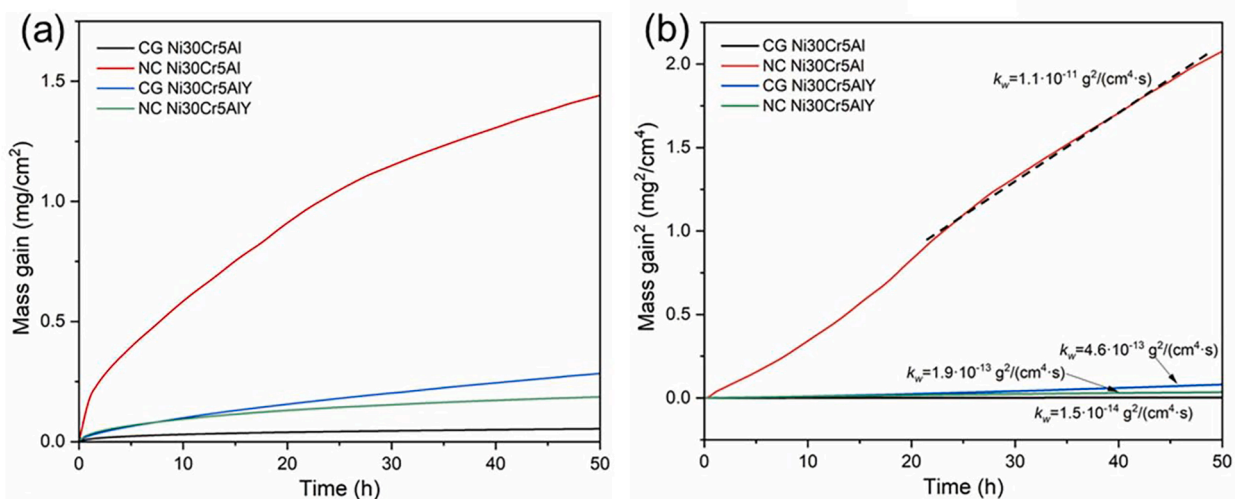 (a)
CG Ni30Cr5Al
NC Ni30Cr5Al
CG Ni30Cr5AlY
NC Ni30Cr5AlY
1.5
1.0
0.5
0.0
Mass gain (mg/cm²)
0 10 20 30 40 50
Time (h)
(b)
CG Ni30Cr5Al
NC Ni30Cr5Al
CG Ni30Cr5AlY
NC Ni30Cr5AlY
kw=1.1·10⁻¹¹ g²/(cm⁴·s)
kw=4.6·10⁻¹³ g²/(cm⁴·s)
kw=1.9·10⁻¹³ g²/(cm⁴·s)
kw=1.5·10⁻¹⁴ g²/(cm⁴·s)
2.0
1.5
1.0
0.5
0.0
Mass gain² (mg²/cm⁴)
0 10 20 30 40 50
Time (h)